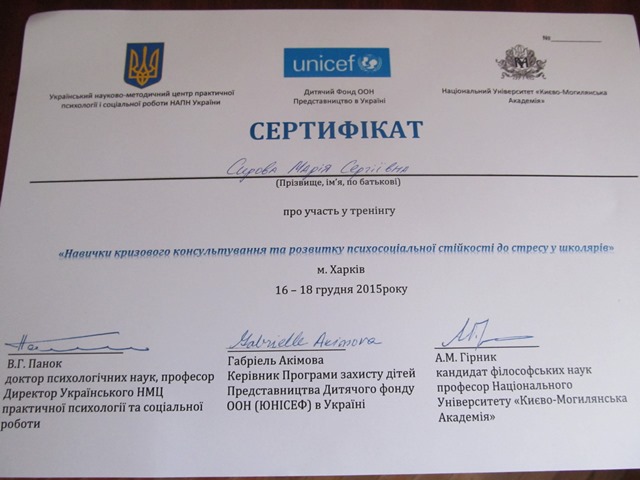 №
unicef
Український науково-методичний центр практичної
психології і соціальної роботи НАПН України
Дитячий Фонд ООН
Представництво в Україні
Національний Університет «Києво-Могилянська
Академія»
СЕРТИФІКАТ
Сирова Марія Сергіївна
(Прізвище, ім'я, по батькові)
про участь у тренінгу
«Навички кризового консультування та розвитку психосоціальної стійкості до стресу у школярів»
м. Харків
16 – 18 грудня 2015року
Gabrielle Akimova
В.Г. Панок
доктор психологічних наук, професор
Директор Українського НМЦ
практичної психології та соціальної
роботи
Габріель Акімова
Керівник Програми захисту дітей
Представництва Дитячого фонду
ООН (ЮНІСЕФ) в Україні
А.М. Гірник
кандидат філософських наук
професор Національного
Університету «Києво-Могилянська
Академія»